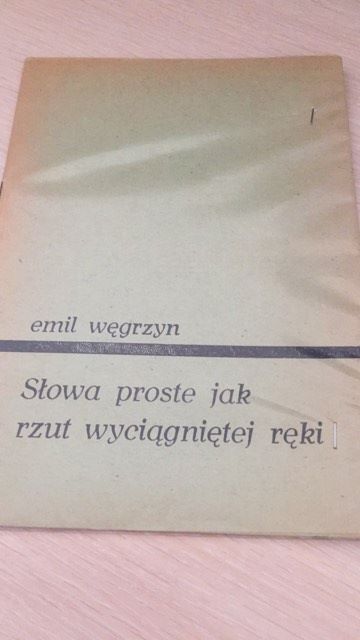 emil węgrzyn
Słowa proste jak
rzut wyciągniętej ręki